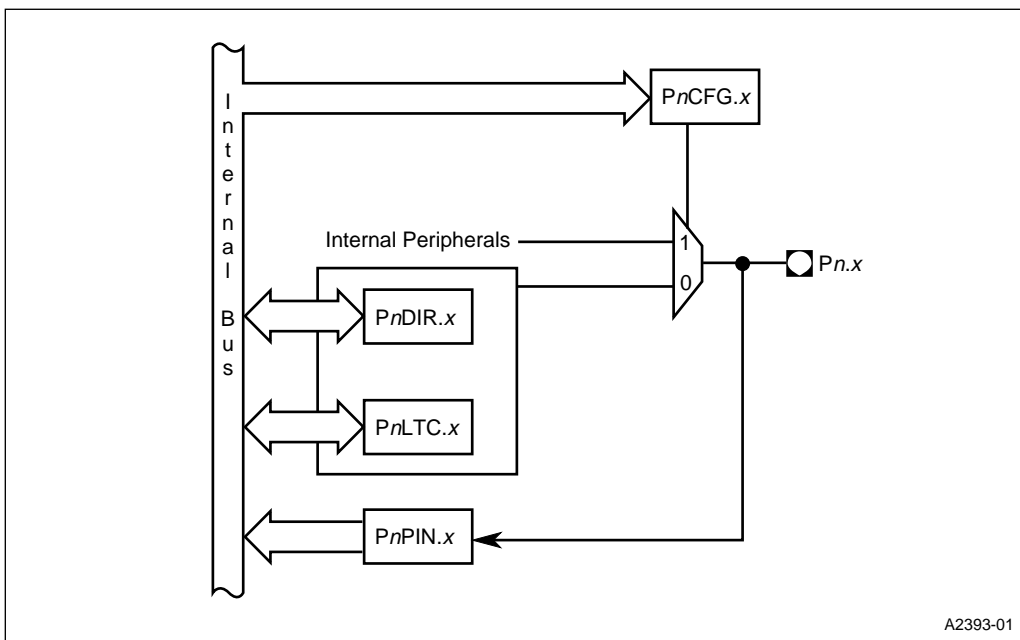 Internal Bus
PnCFG.x
Internal Peripherals
1
0
Pn.x
PnDIR.x
PnLTC.x
PnPIN.x
A2393-01